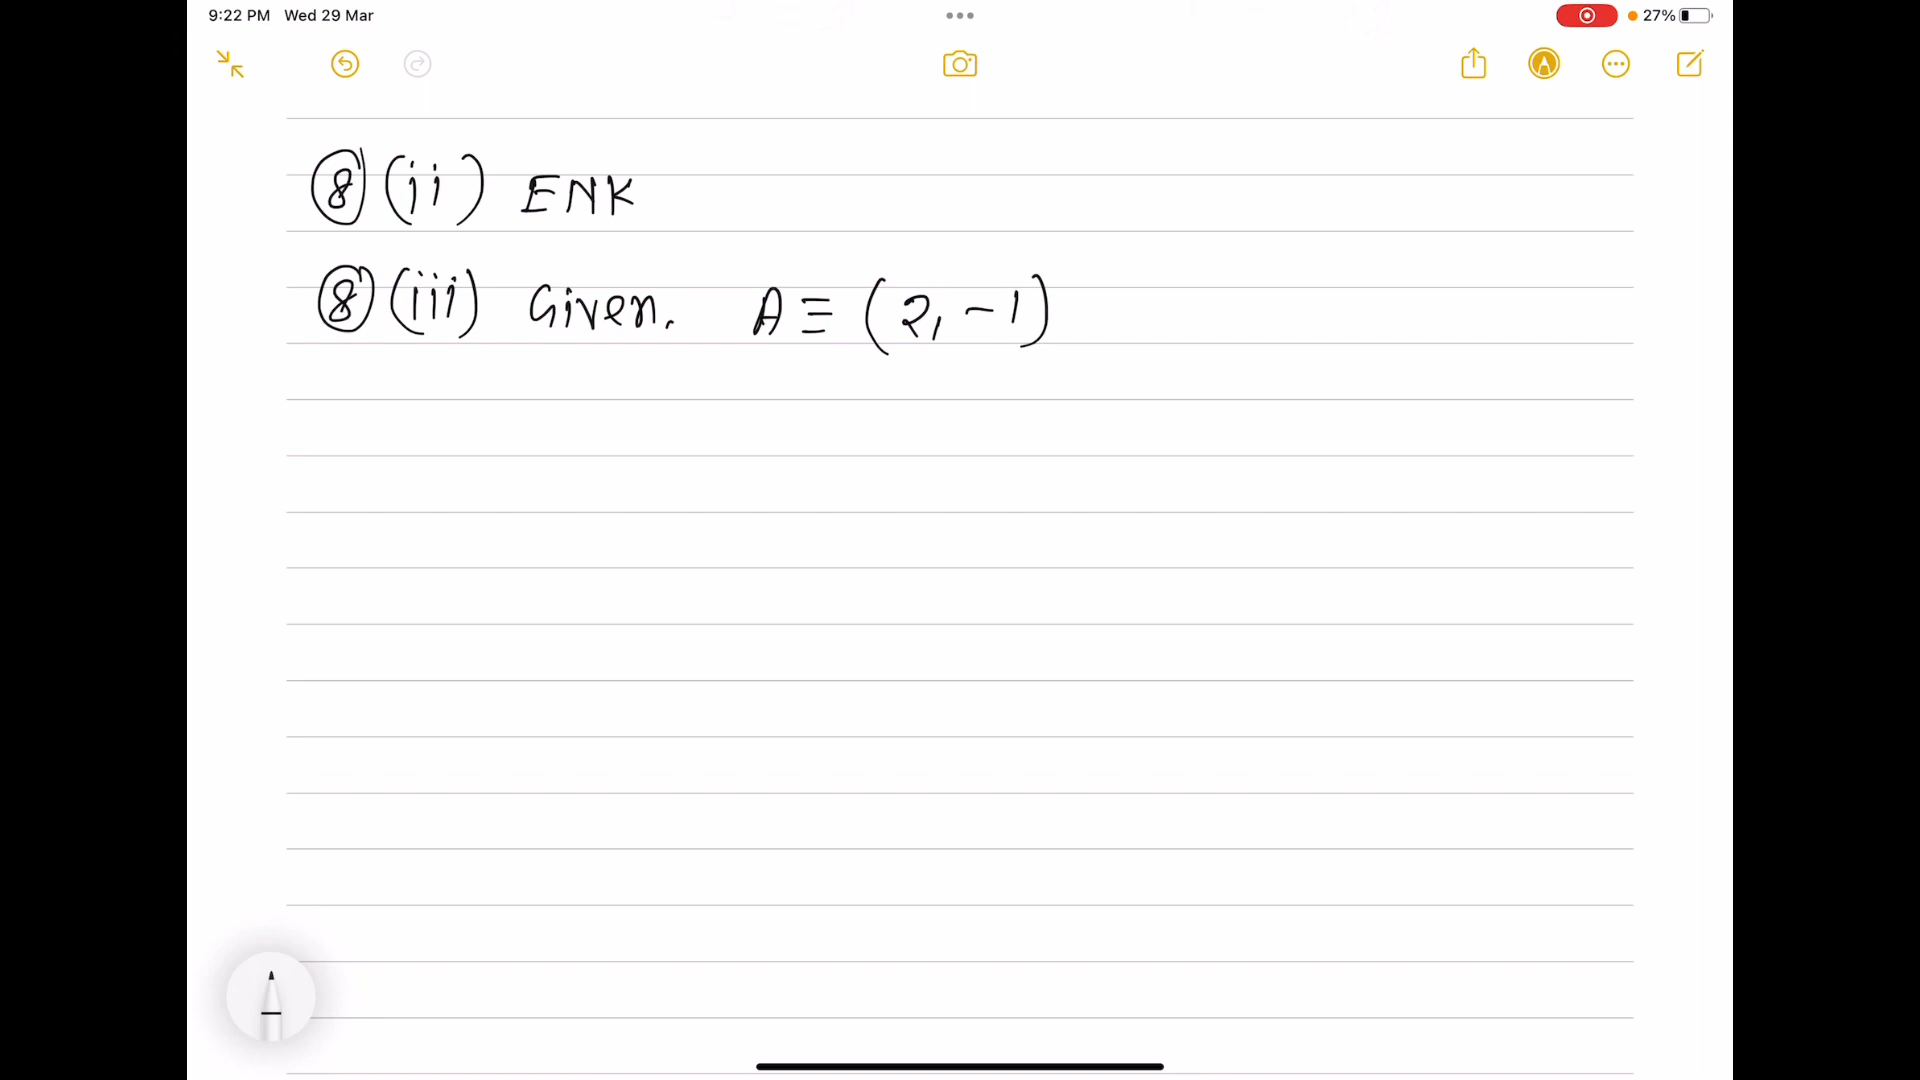 9:22 PM Wed 29 Mar 27%
⑧ (ii) ENK
⑧ (iii) Given. A ≡ (2, -1)